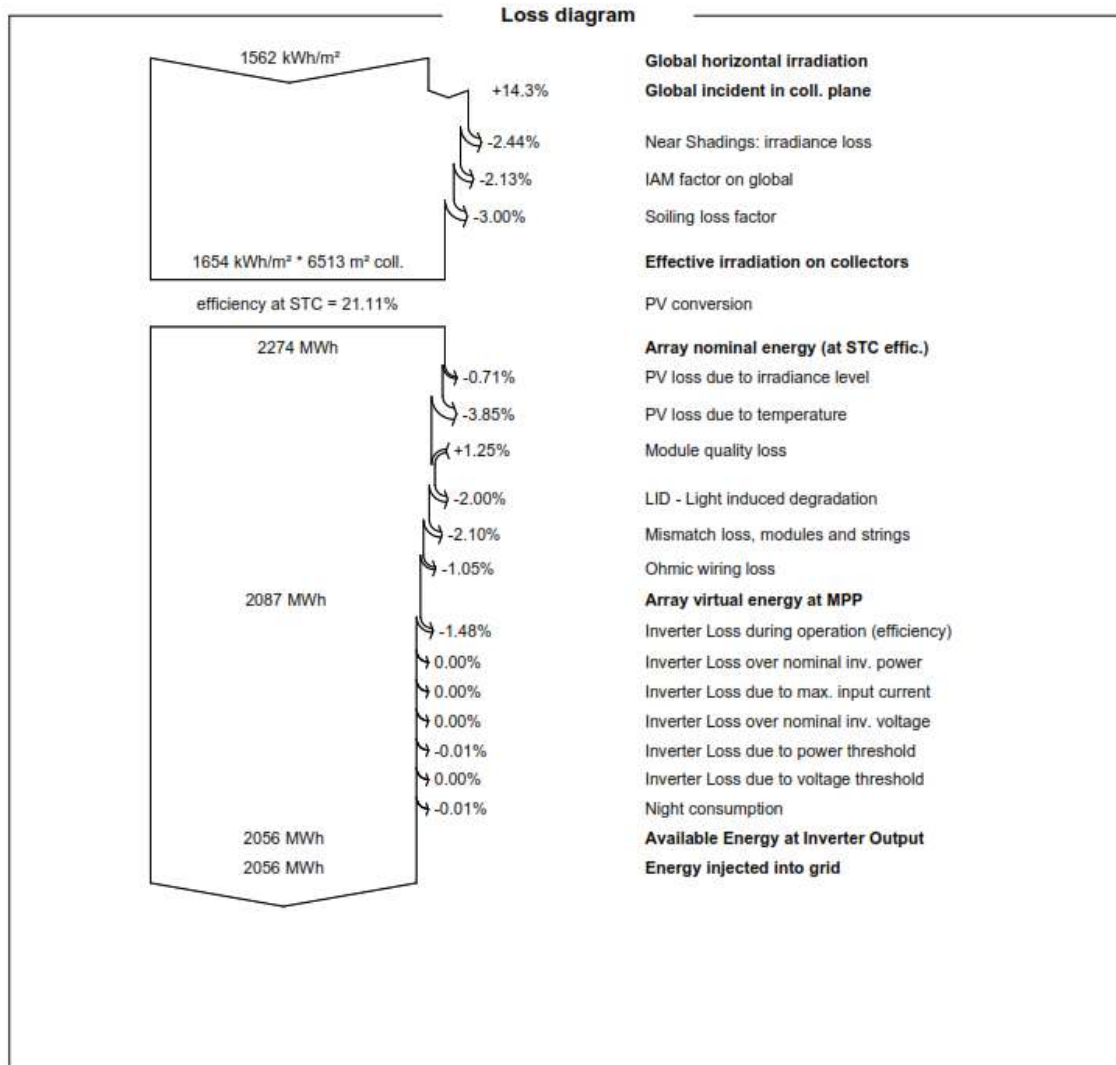 Loss diagram
1562 kWh/m² Global horizontal irradiation
+14.3% Global incident in coll. plane
-2.44% Near Shadings: irradiance loss
-2.13% IAM factor on global
-3.00% Soiling loss factor
1654 kWh/m² * 6513 m² coll. Effective irradiation on collectors
efficiency at STC = 21.11% PV conversion
2274 MWh Array nominal energy (at STC effic.)
-0.71% PV loss due to irradiance level
-3.85% PV loss due to temperature
+1.25% Module quality loss
-2.00% LID - Light induced degradation
-2.10% Mismatch loss, modules and strings
-1.05% Ohmic wiring loss
2087 MWh Array virtual energy at MPP
-1.48% Inverter Loss during operation (efficiency)
0.00% Inverter Loss over nominal inv. power
0.00% Inverter Loss due to max. input current
0.00% Inverter Loss over nominal inv. voltage
-0.01% Inverter Loss due to power threshold
0.00% Inverter Loss due to voltage threshold
-0.01% Night consumption
2056 MWh Available Energy at Inverter Output
2056 MWh Energy injected into grid